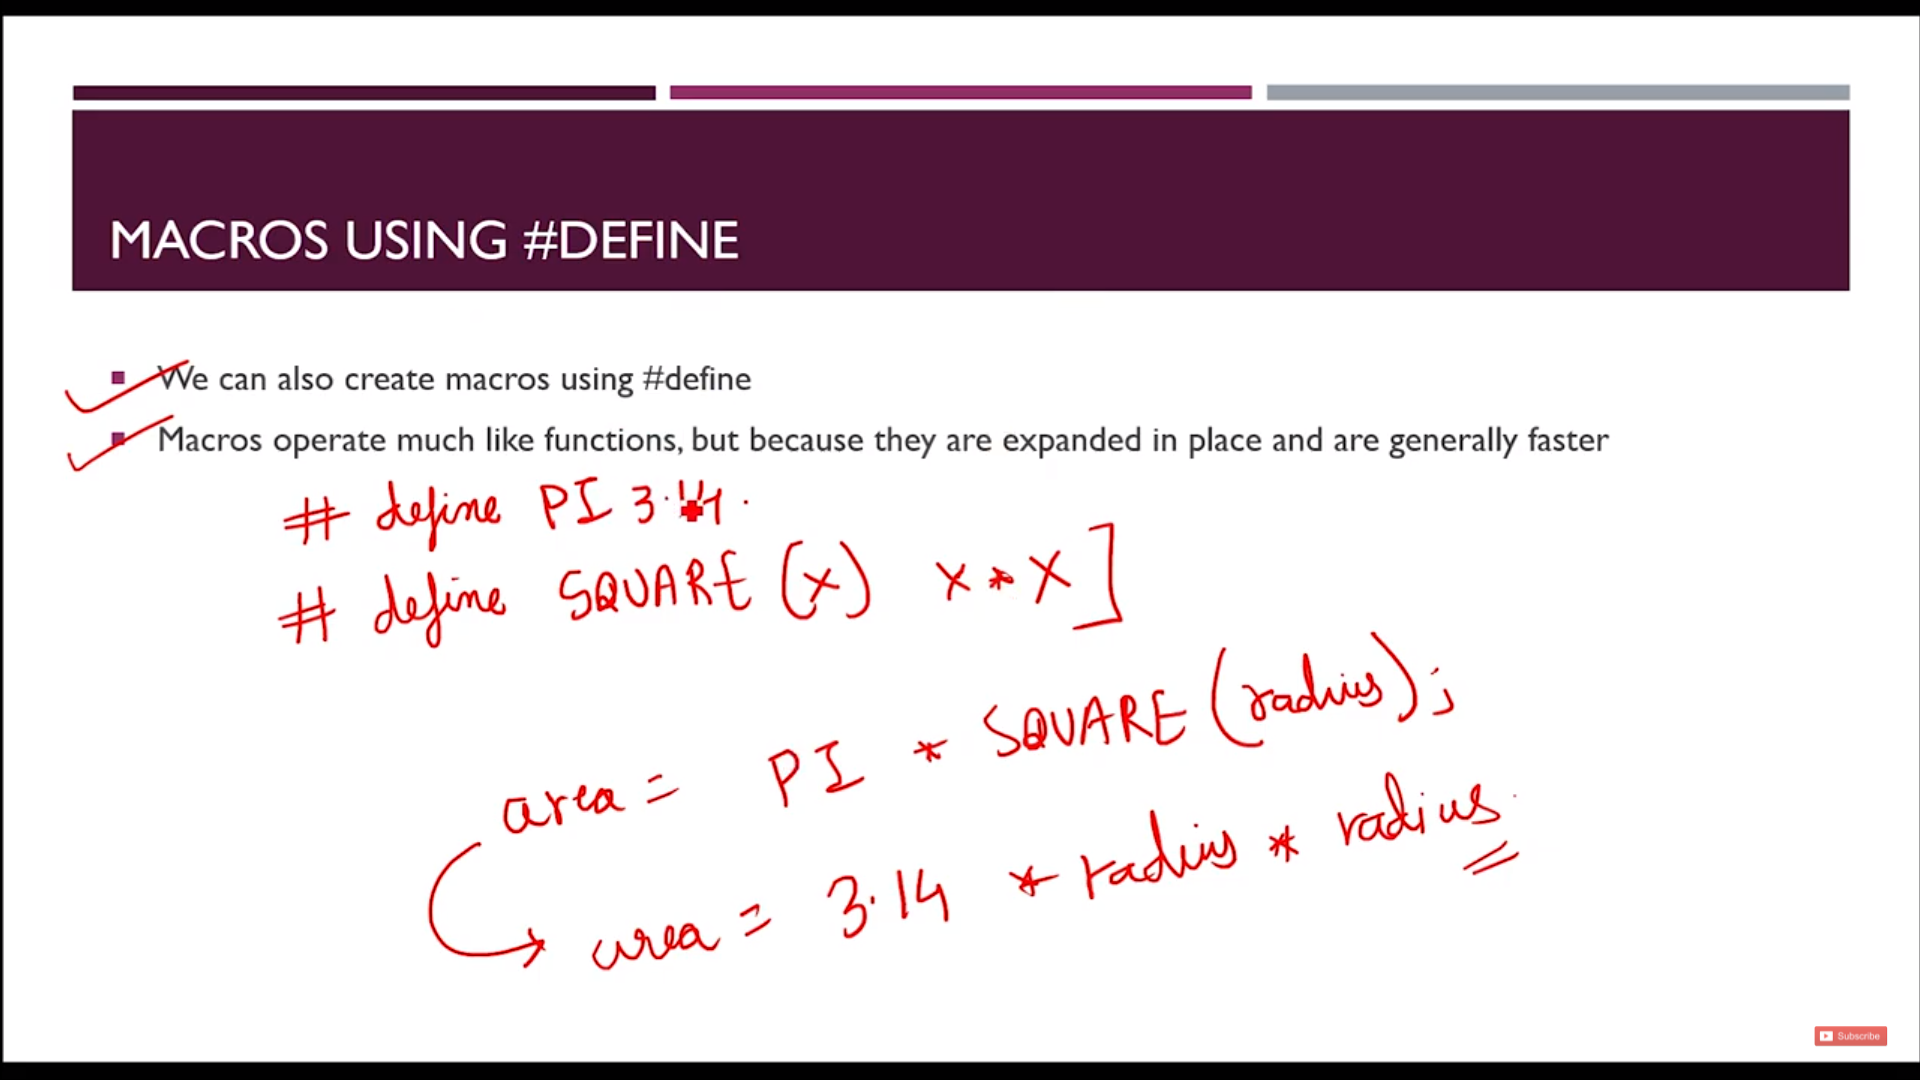 MACROS USING #DEFINE
We can also create macros using #define
Macros operate much like functions, but because they are expanded in place and are generally faster
# define PI 3.14.
# define SQUARE (x) x * x ]
area = PI * SQUARE (radius);
area = 3.14 * radius * radius
Subscribe